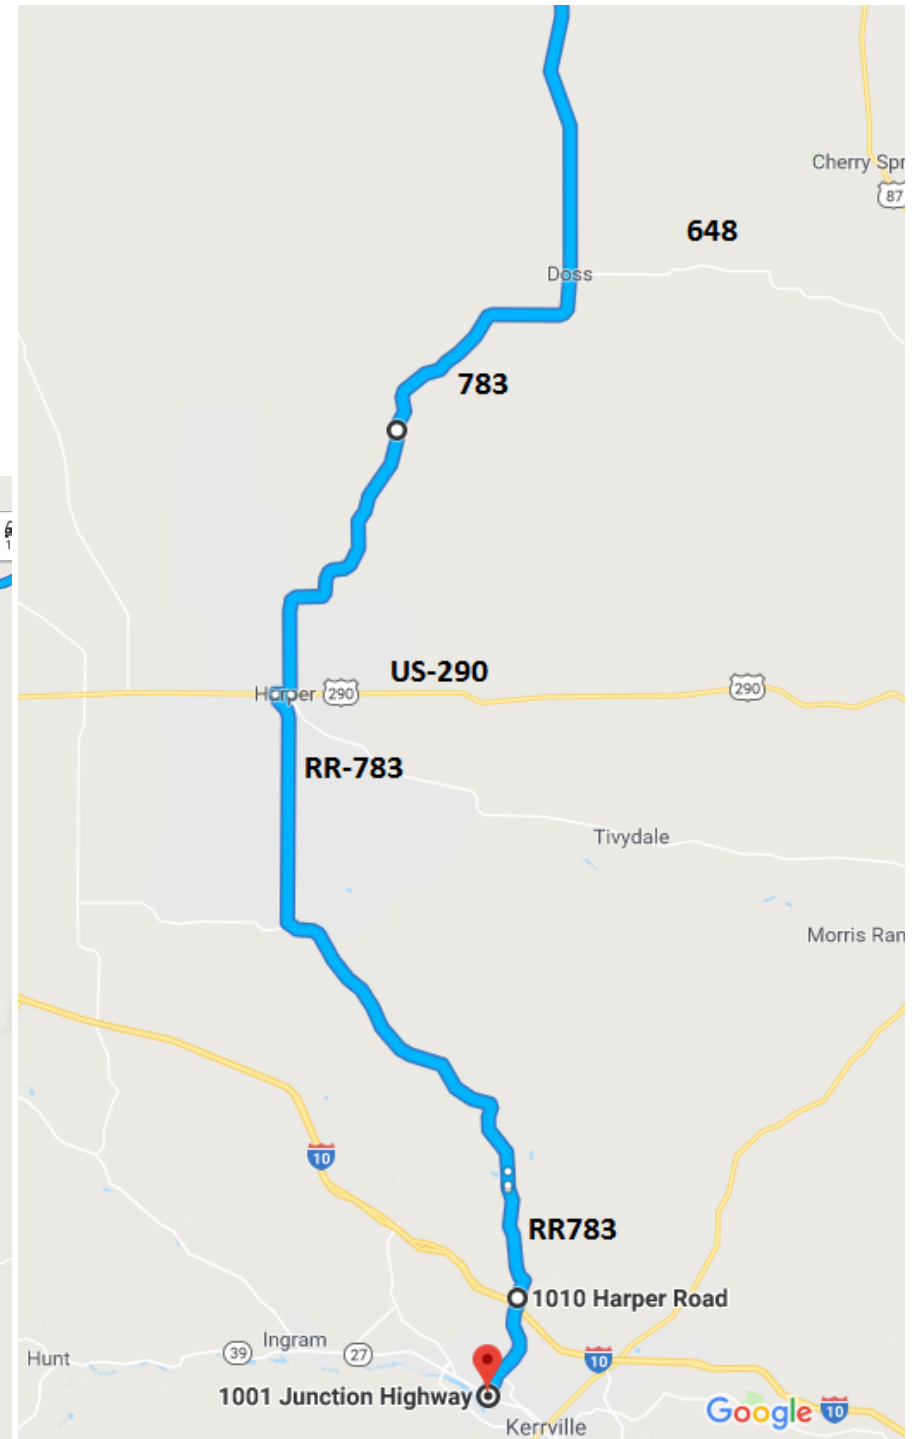 Cherry Spr
87
648
Doss
783
1
US-290
Harper
290
290
RR-783
Tivydale
Morris Ran
10
RR783
1010 Harper Road
Ingram
Hunt
39
27
10
1001 Junction Highway
Google
10
Kerrville